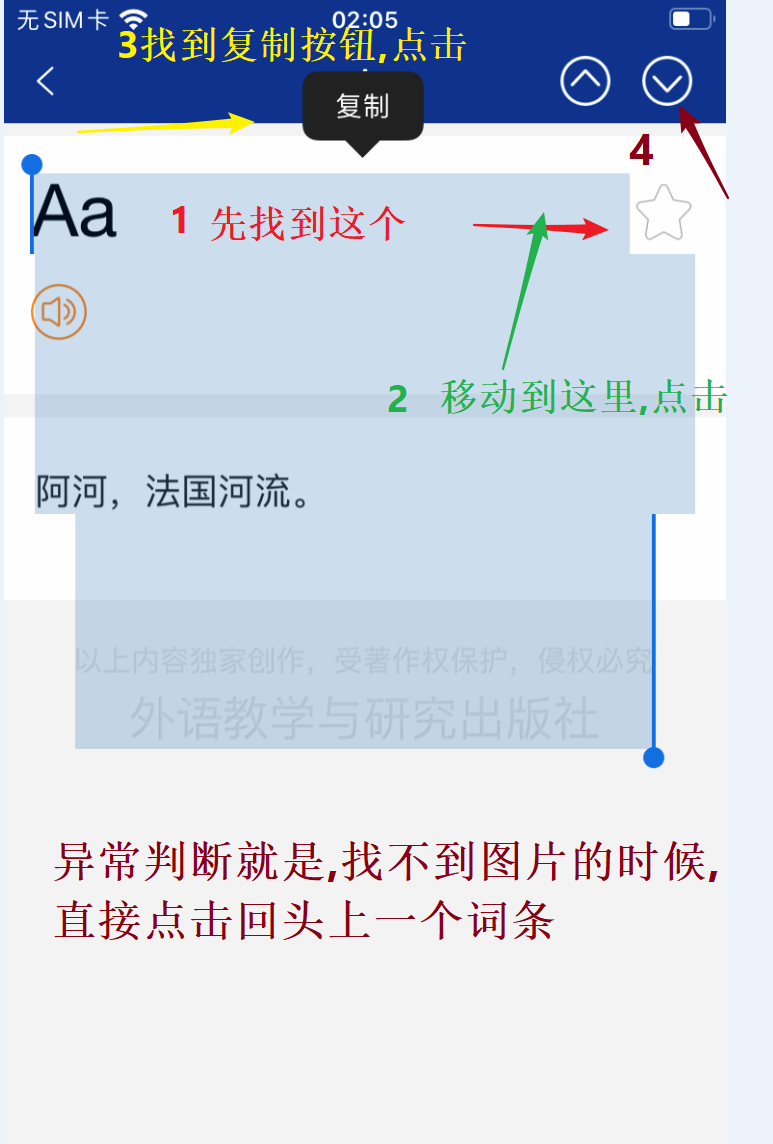 无SIM卡 02:05
3找到复制按钮,点击
复制
4
Aa
1 先找到这个
2 移动到这里,点击
阿河，法国河流。
以上内容独家创作，受著作权保护，侵权必究
外语教学与研究出版社
异常判断就是,找不到图片的时候,
直接点击回头上一个词条